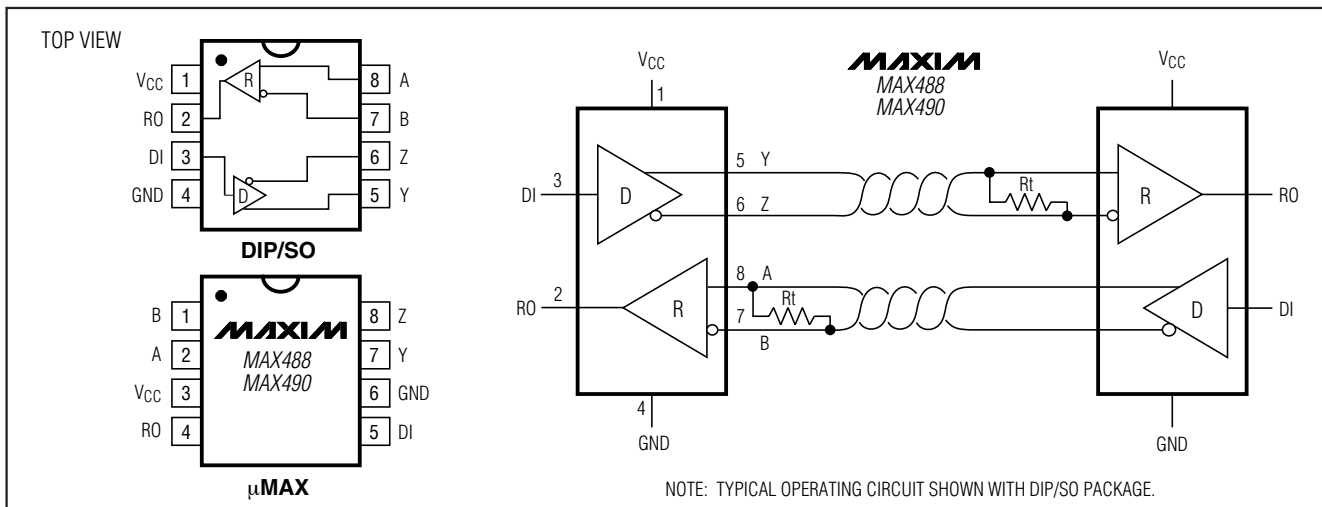 TOP VIEW
VCC 1
RO 2
DI 3
GND 4
8 A
7 B
6 Z
5 Y
R
D
DIP/SO
B 1
A 2
VCC 3
RO 4
8 Z
7 Y
6 GND
5 DI
MAXIM
MAX488
MAX490
µMAX
MAXIM
MAX488
MAX490
VCC
1
DI 3
D
5 Y
6 Z
Rt
RO 2
R
8 A
7
B
Rt
4
GND
VCC
R
RO
D
DI
GND
NOTE: TYPICAL OPERATING CIRCUIT SHOWN WITH DIP/SO PACKAGE.